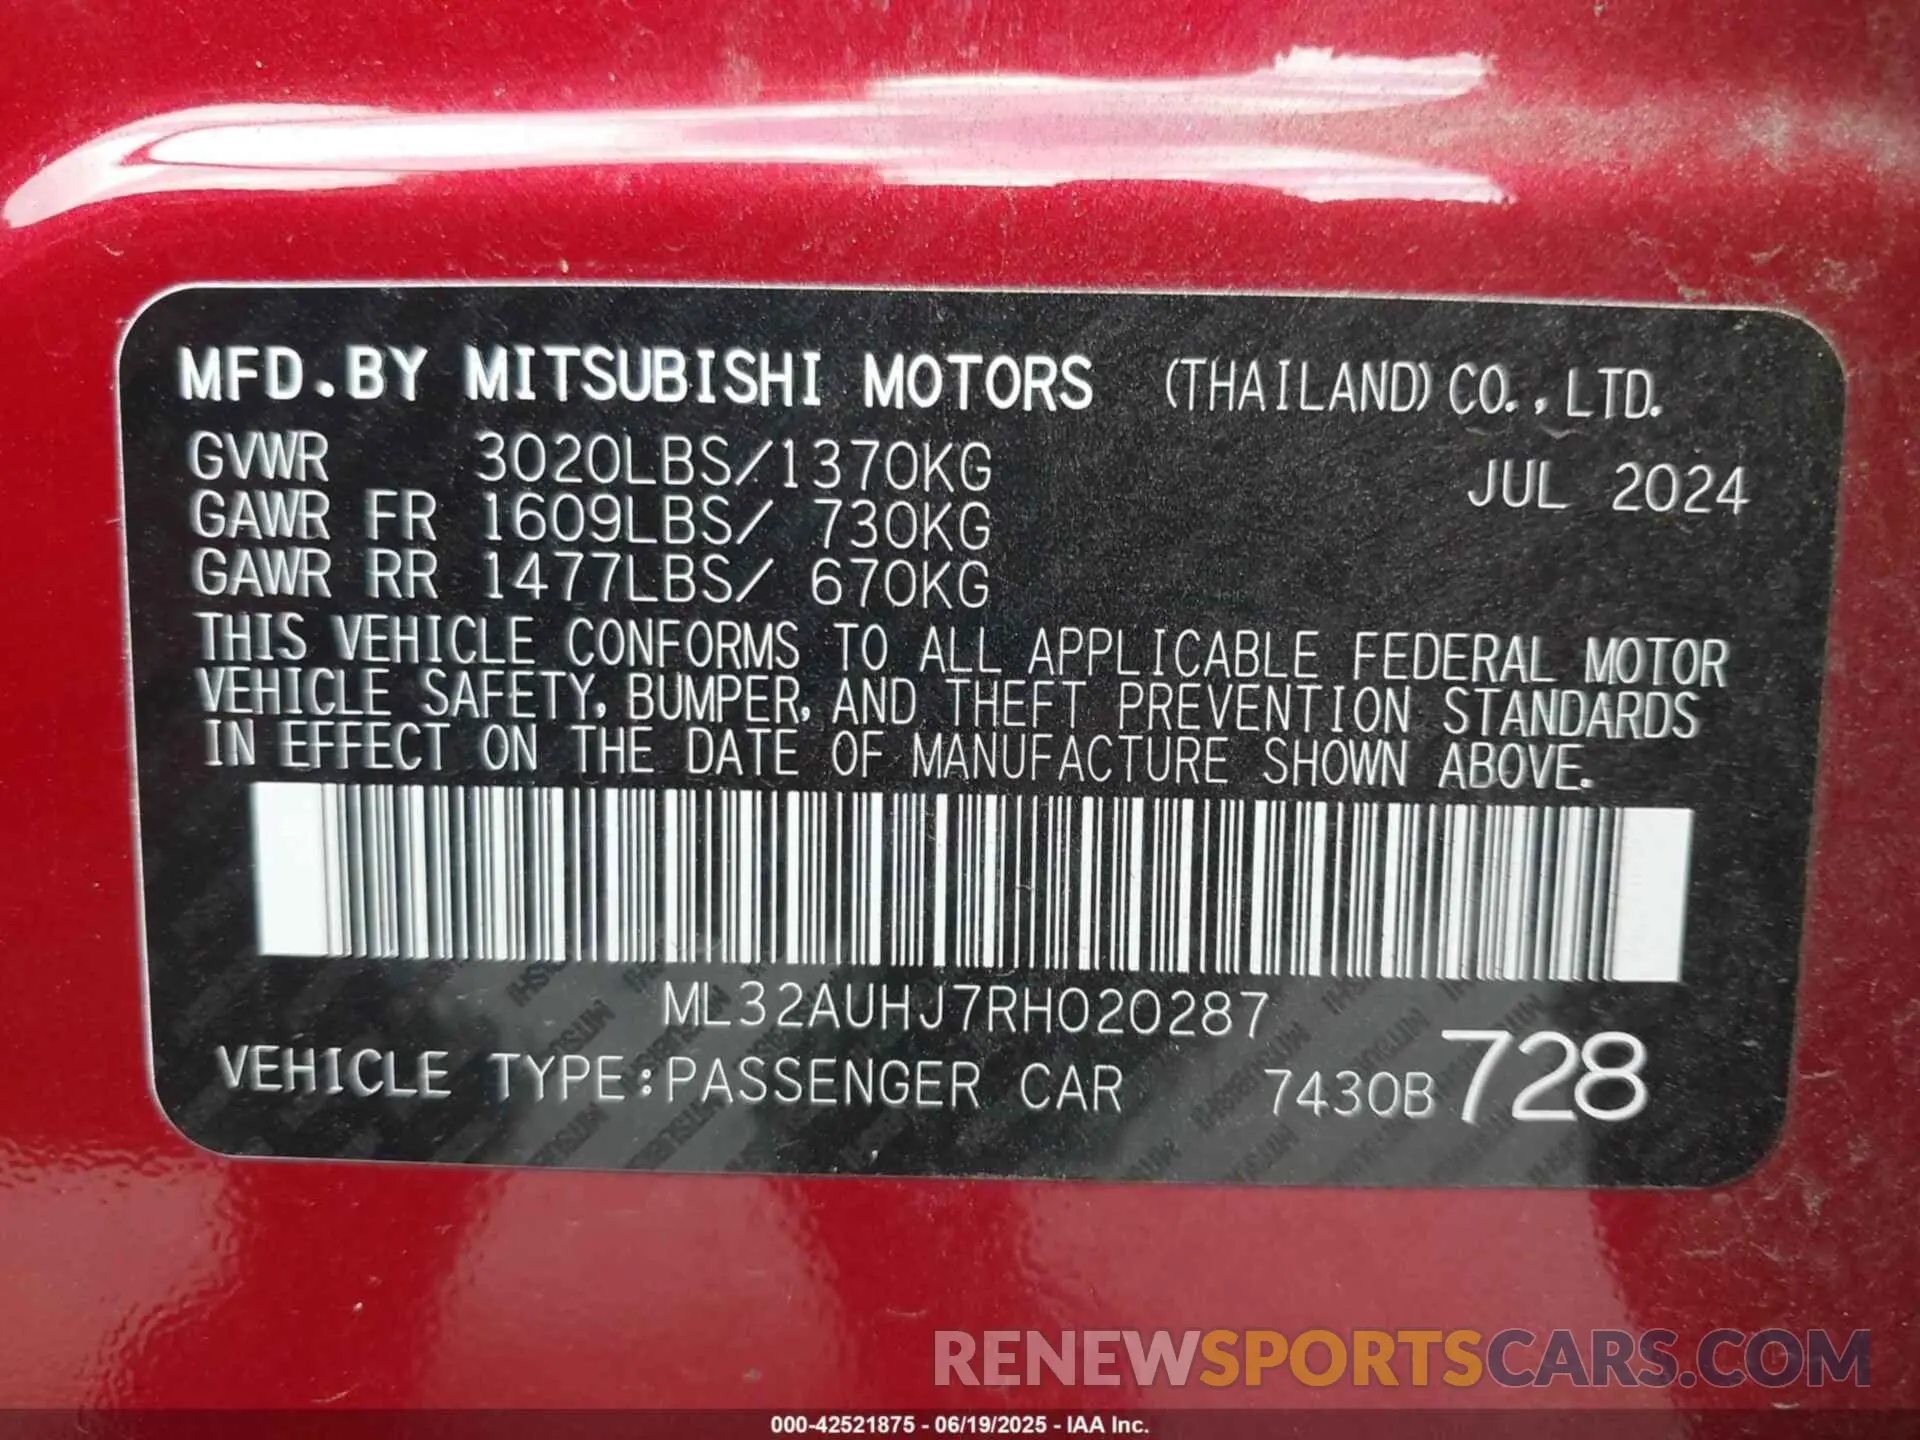 MFD.BY MITSUBISHI MOTORS (THAILAND) CO., LTD.
GVWR 3020LBS/1370KG JUL 2024
GAWR FR 1609LBS/ 730KG
GAWR RR 1477LBS/ 670KG
THIS VEHICLE CONFORMS TO ALL APPLICABLE FEDERAL MOTOR
VEHICLE SAFETY, BUMPER, AND THEFT PREVENTION STANDARDS
IN EFFECT ON THE DATE OF MANUFACTURE SHOWN ABOVE.
ML32AUHJ7RH020287
VEHICLE TYPE:PASSENGER CAR 7430B 728
RENEWSPORTSCARS.COM
000-42521875 - 06/19/2025 - IAA Inc.